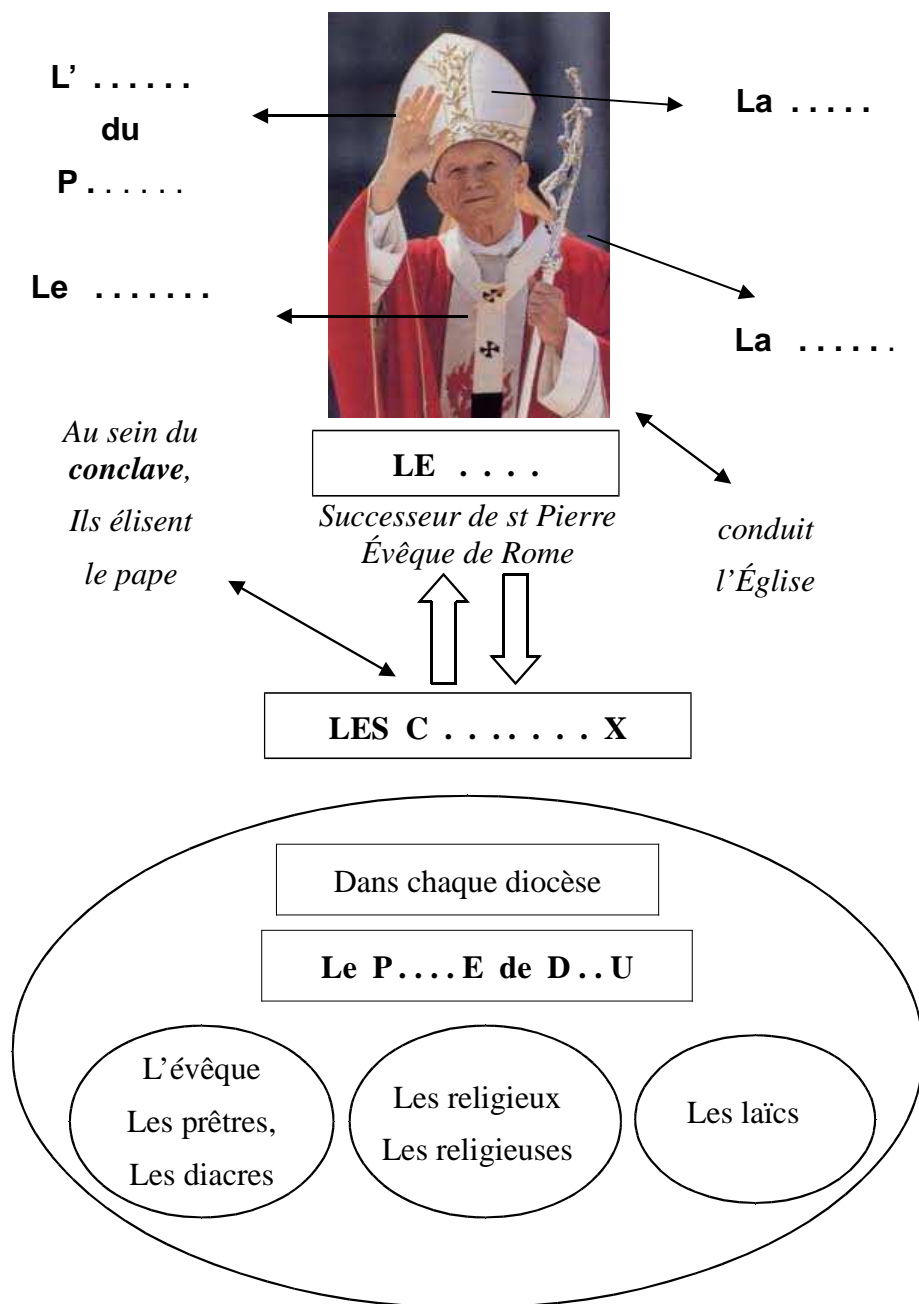 L’ . . . . . .
du
P . . . . . . .
La . . . . .
Le . . . . . . .
La . . . . . .
Au sein du
conclave,
Ils élisent
le pape
LE . . . .
Successeur de st Pierre
Évêque de Rome
conduit
l’Église
LES C . . . . . . . X
Dans chaque diocèse
Le P . . . . E de D . . U
L’évêque
Les prêtres,
Les diacres
Les religieux
Les religieuses
Les laïcs